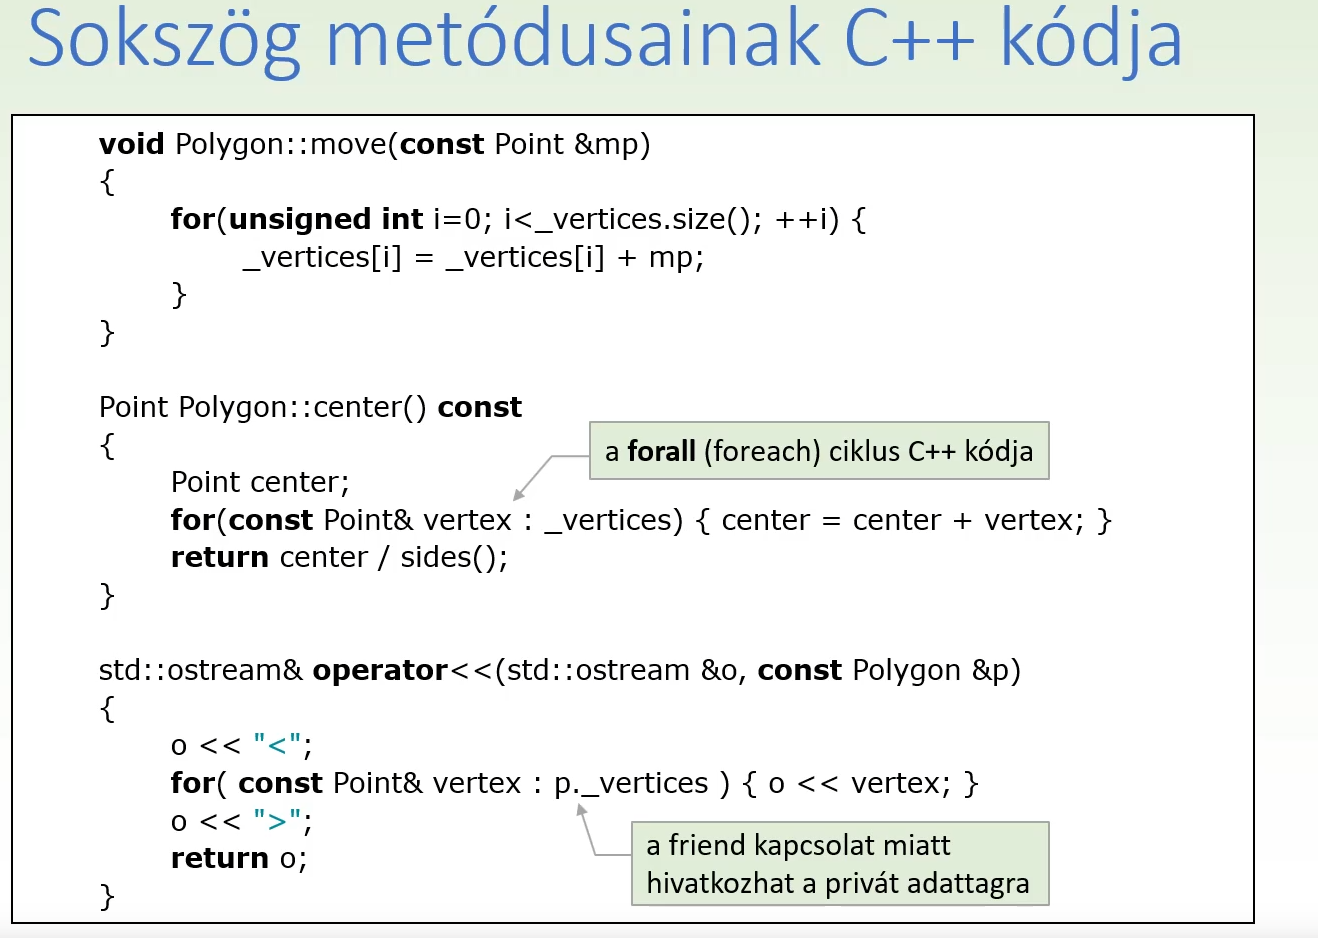 Sokszög metódusainak C++ kódja
void Polygon::move(const Point &mp)
{
for(unsigned int i=0; i<_vertices.size(); ++i) {
_vertices[i] = _vertices[i] + mp;
}
}
Point Polygon::center() const
{
a forall (foreach) ciklus C++ kódja
Point center;
for(const Point& vertex : _vertices) { center = center + vertex; }
return center / sides();
}
std::ostream& operator<<(std::ostream &o, const Polygon &p)
{
o << "<";
for( const Point& vertex : p._vertices ) { o << vertex; }
o << ">";
return o;
}
a friend kapcsolat miatt
hivatkozhat a privát adattagra